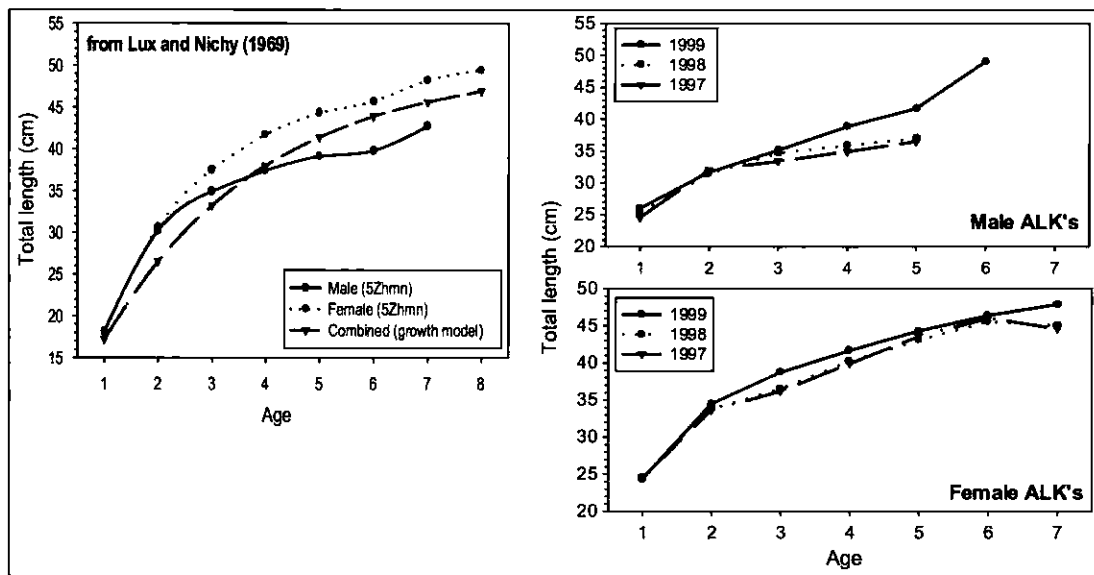 from Lux and Nichy (1969)
Total length (cm)
55
50
45
40
35
30
25
20
15
Male (5Zhmn)
Female (5Zhmn)
Combined (growth model)
1 2 3 4 5 6 7 8
Age
Total length (cm)
55
50
45
40
35
30
25
20
1999
1998
1997
Male ALK's
1 2 3 4 5 6 7
50
45
40
35
30
25
20
1999
1998
1997
Female ALK's
1 2 3 4 5 6 7
Age